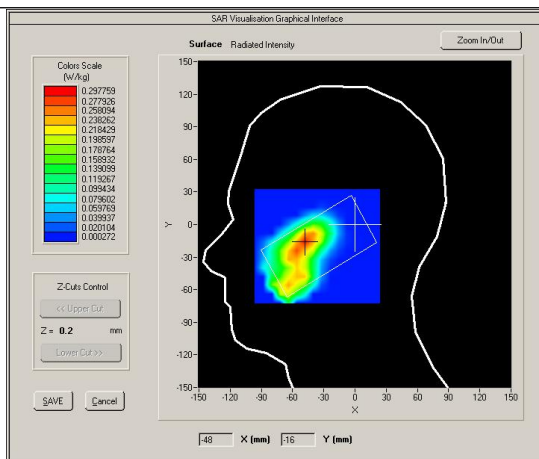 SAR Visualisation Graphical Interface
Surface Radiated Intensity
Zoom In/Out
Colors Scale
(W/kg)
0.297759
0.277926
0.258094
0.238262
0.218429
0.198597
0.178764
0.158932
0.139099
0.119267
0.099434
0.079602
0.059769
0.039937
0.020104
0.000272
Z-Cuts Control
<< Upper Cut
Z = 0.2 mm
Lower Cut >>
SAVE Cancel
150
120
90
60
30
0
-30
-60
-90
-120
-150
Y
-150 -120 -90 -60 -30 0 30 60 90 120 150
X
-48 X (mm) -16 Y (mm)